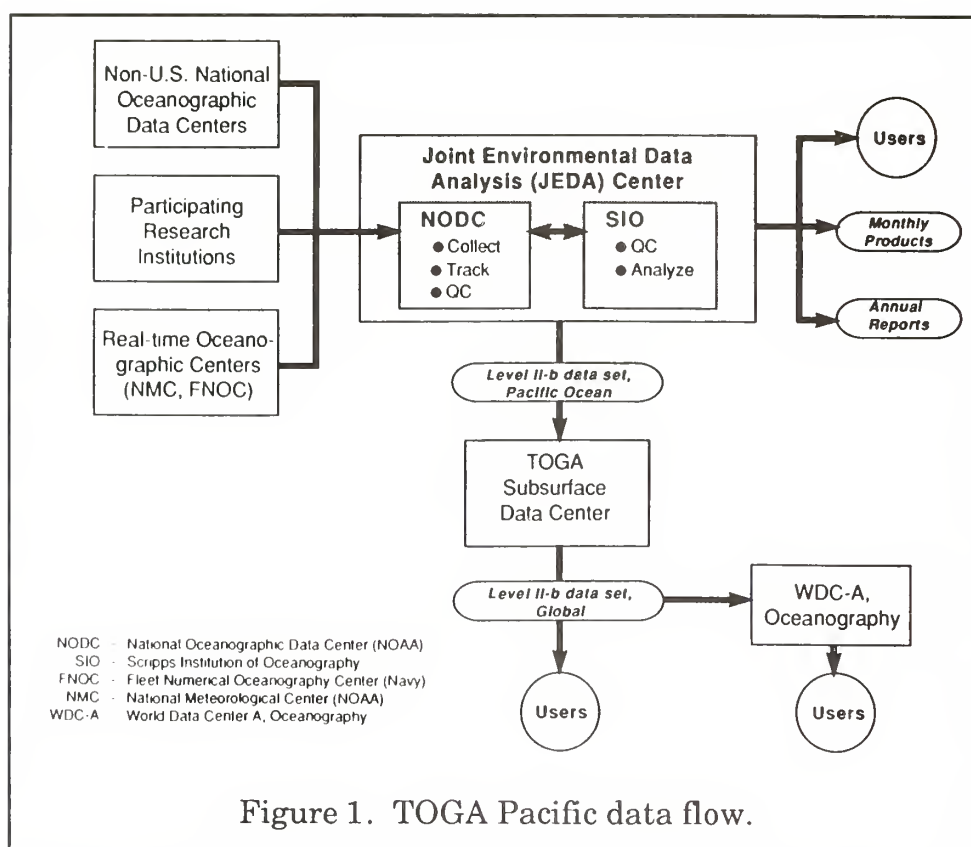 Non-U.S. National
Oceanographic
Data Centers
Participating
Research
Institutions
Real-time Oceano-
graphic Centers
(NMC, FNOC)
Joint Environmental Data
Analysis (JEDA) Center
NODC
● Collect
● Track
● QC
SIO
● QC
● Analyze
Users
Monthly
Products
Annual
Reports
Level II-b data set,
Pacific Ocean
TOGA
Subsurface
Data Center
Level II-b data set,
Global
WDC-A,
Oceanography
Users
Users
NODC - National Oceanographic Data Center (NOAA)
SIO - Scripps Institution of Oceanography
FNOC - Fleet Numerical Oceanography Center (Navy)
NMC - National Meteorological Center (NOAA)
WDC-A World Data Center A, Oceanography
Figure 1. TOGA Pacific data flow.